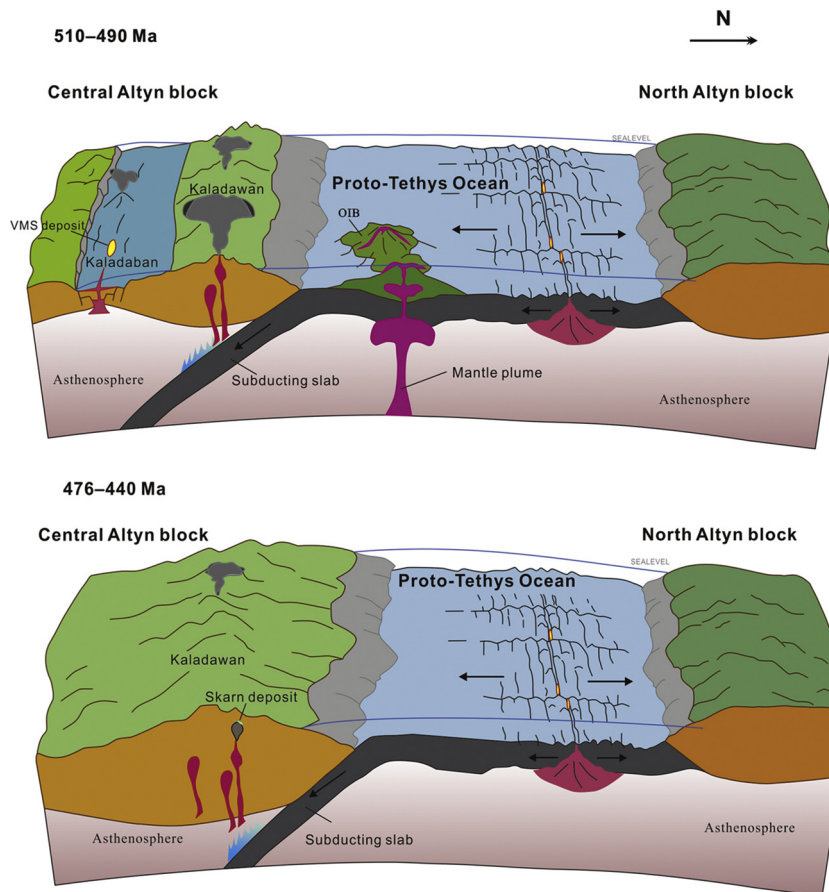 510–490 Ma
N
Central Altyn block
North Altyn block
SEALEVEL
Kaladawan
Proto-Tethys Ocean
OIB
VMS deposit
Kaladaban
Asthenosphere
Subducting slab
Mantle plume
Asthenosphere
476–440 Ma
Central Altyn block
North Altyn block
SEALEVEL
Proto-Tethys Ocean
Kaladawan
Skarn deposit
Asthenosphere
Subducting slab
Asthenosphere